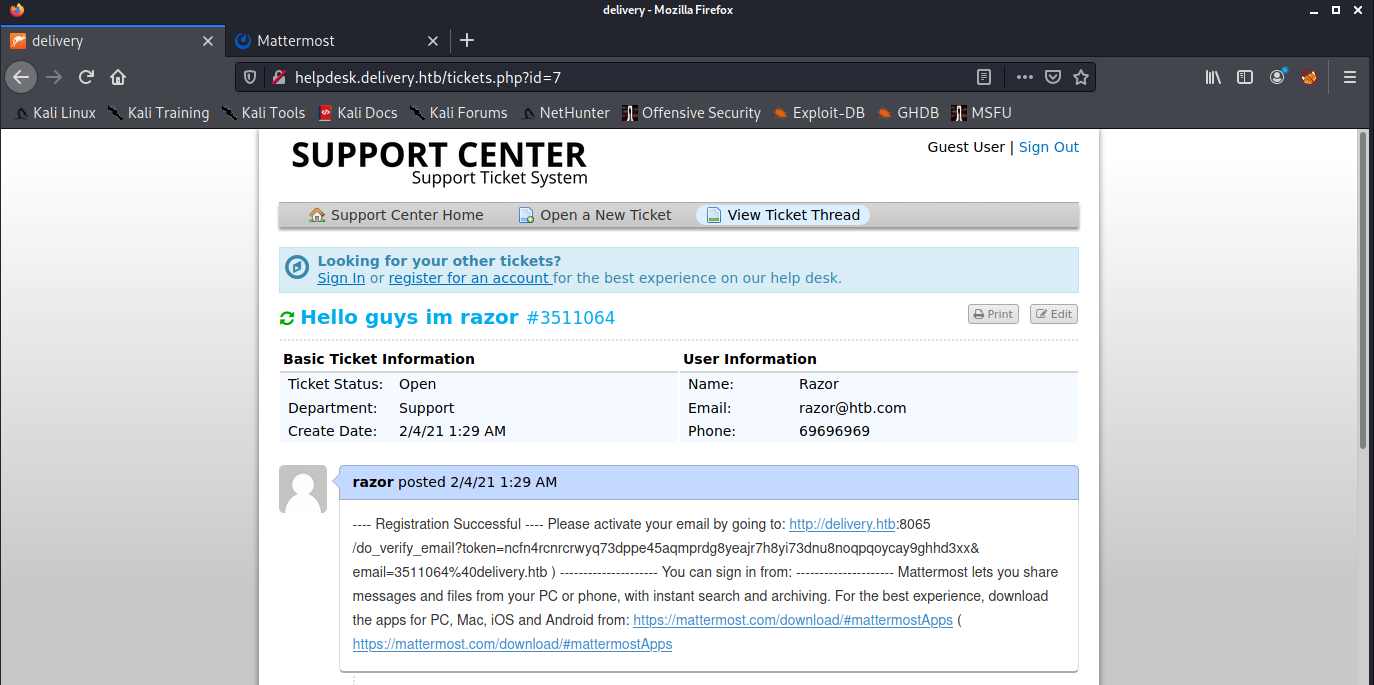 delivery - Mozilla Firefox
delivery
Mattermost
helpdesk.delivery.htb/tickets.php?id=7
Kali Linux Kali Training Kali Tools Kali Docs Kali Forums NetHunter Offensive Security Exploit-DB GHDB MSFU
SUPPORT CENTER
Support Ticket System
Guest User | Sign Out
Support Center Home Open a New Ticket View Ticket Thread
Looking for your other tickets?
Sign In or register for an account for the best experience on our help desk.
Hello guys im razor #3511064
Print Edit
Basic Ticket Information User Information
Ticket Status: Open Name: Razor
Department: Support Email: razor@htb.com
Create Date: 2/4/21 1:29 AM Phone: 69696969
razor posted 2/4/21 1:29 AM
---- Registration Successful ---- Please activate your email by going to: http://delivery.htb:8065
/do_verify_email?token=ncfn4rcnrcrwyq73dppe45aqmprdg8yeajr7h8yi73dnu8noqpqoycay9ghhd3xx&
email=3511064%40delivery.htb ) --------------------- You can sign in from: --------------------- Mattermost lets you share
messages and files from your PC or phone, with instant search and archiving. For the best experience, download
the apps for PC, Mac, iOS and Android from: https://mattermost.com/download/#mattermostApps (
https://mattermost.com/download/#mattermostApps